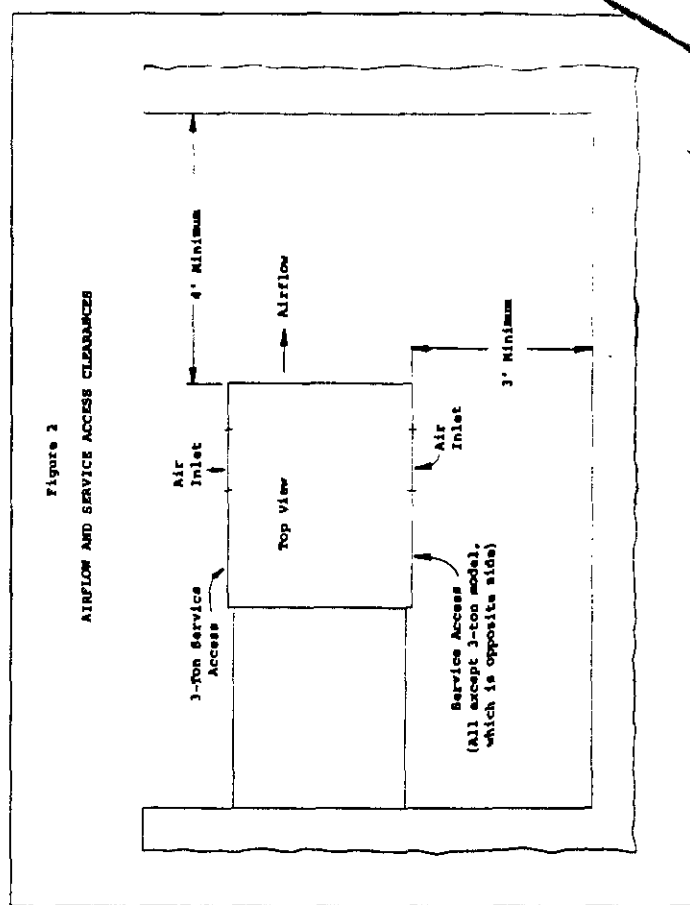 Figure 2
AIRFLOW AND SERVICE ACCESS CLEARANCES
4' Minimum
Air
Inlet
Airflow
3-Ton Service
Access
Top View
Air
Inlet
3' Minimum
Service Access
(All except 3-ton model,
which is opposite side)